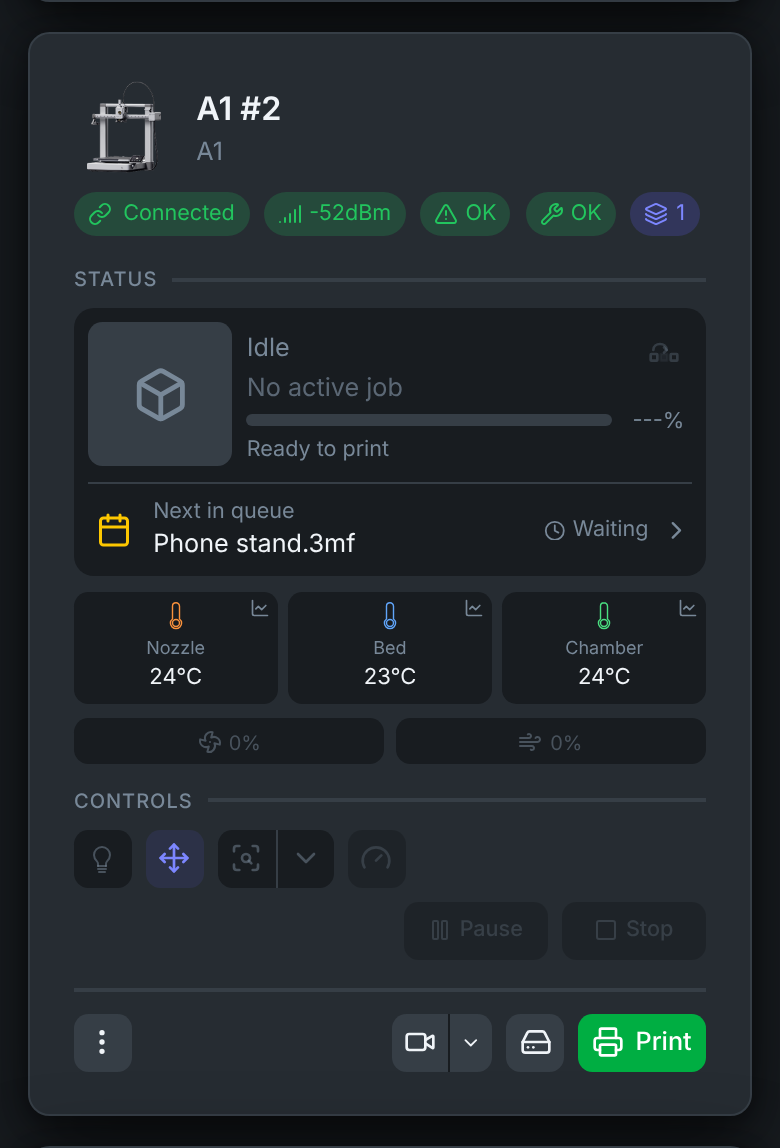 A1 #2
A1
Connected -52dBm OK OK 1
STATUS
Idle
No active job
---%
Ready to print
Next in queue
Phone stand.3mf
Waiting
Nozzle Bed Chamber
24°C 23°C 24°C
0% 0%
CONTROLS
Pause Stop
Print